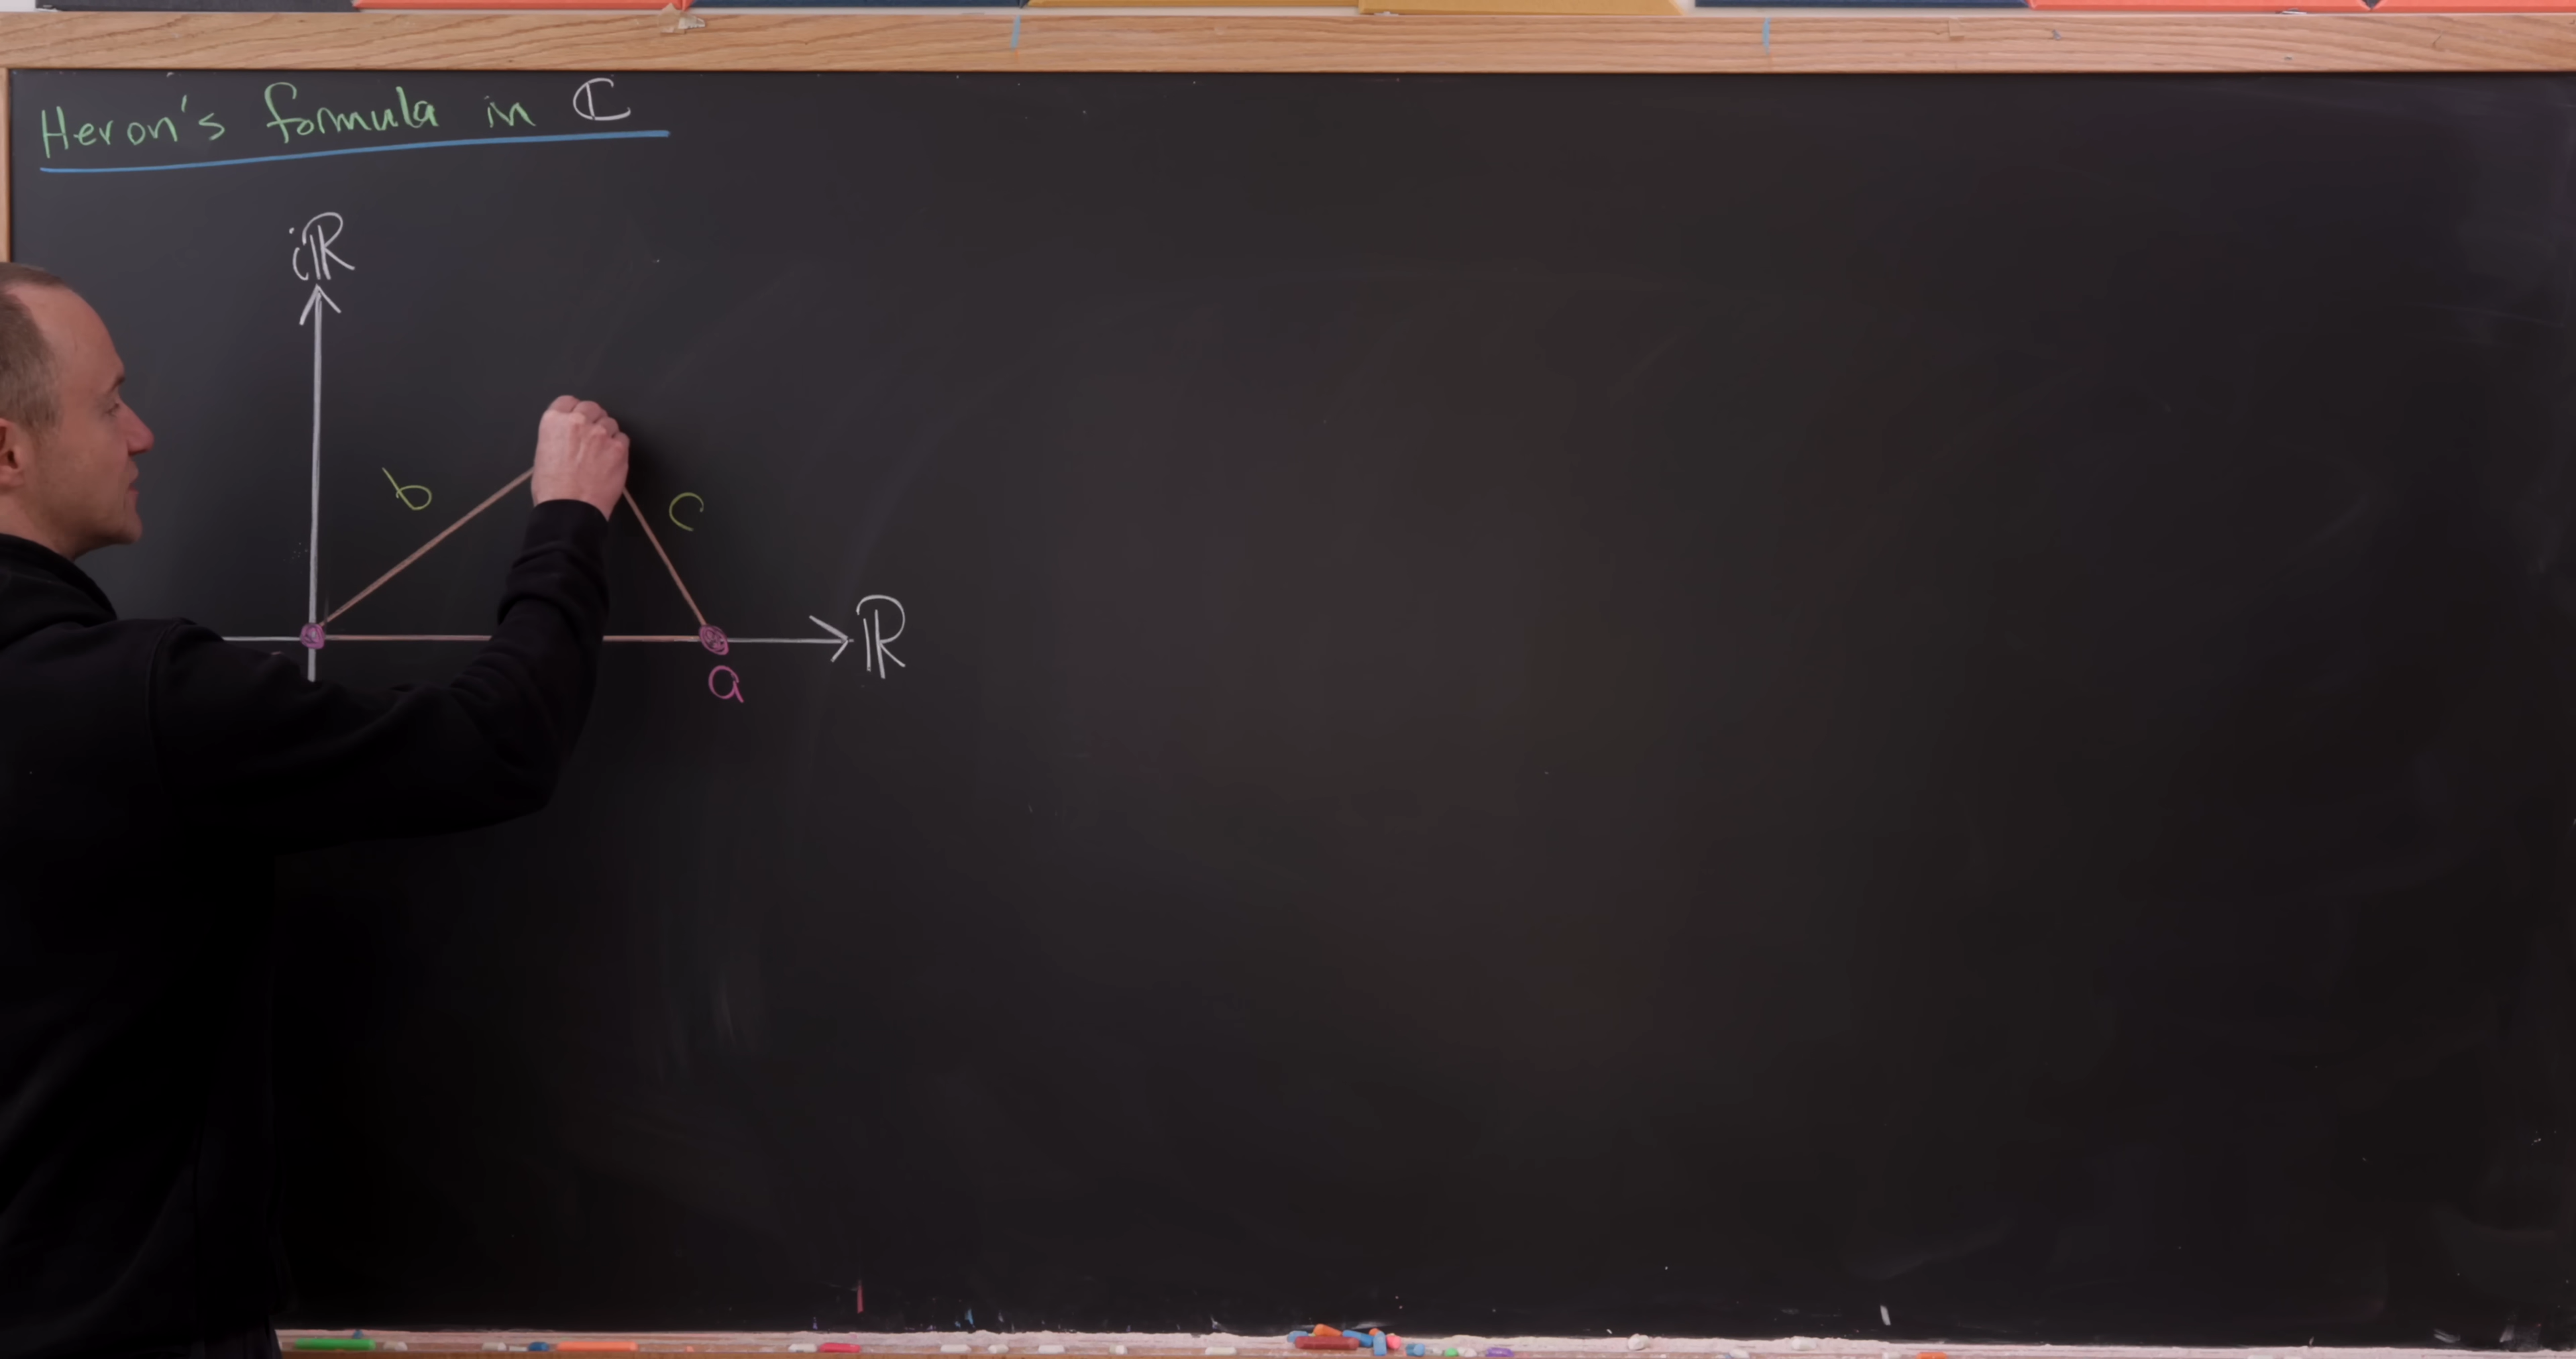 Heron's formula in ℂ
iℝ
b
c
ℝ
a